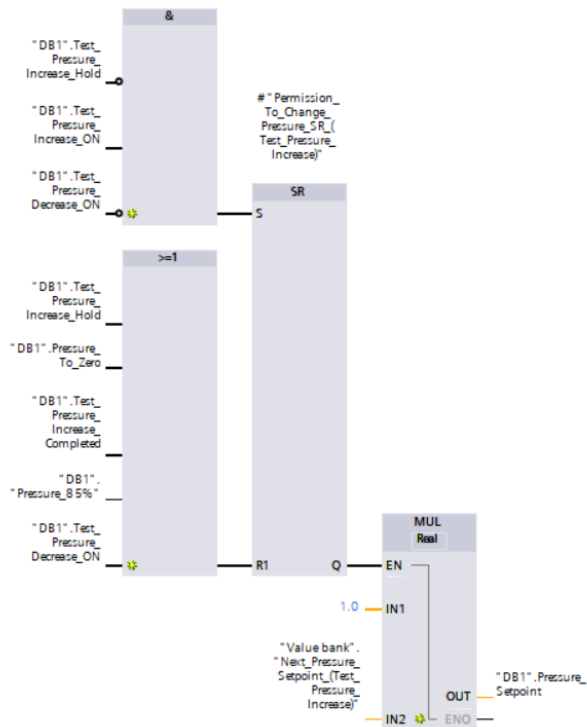 &
"DB1".Test_
Pressure_
Increase_Hold
"DB1".Test_
Pressure_
Increase_ON
"DB1".Test_
Pressure_
Decrease_ON
#"Permission_
To_Change_
Pressure_SR_(
Test_Pressure_
Increase)"
SR
S
>=1
"DB1".Test_
Pressure_
Increase_Hold
"DB1".Pressure_
To_Zero
"DB1".Test_
Pressure_
Increase_
Completed
"DB1".
"Pressure_85%"
"DB1".Test_
Pressure_
Decrease_ON
R1
Q
MUL
Real
EN
1.0
IN1
"Value bank".
"Next_Pressure_
Setpoint_(Test_
Pressure_
Increase)"
IN2
OUT
"DB1".Pressure_
Setpoint
ENO